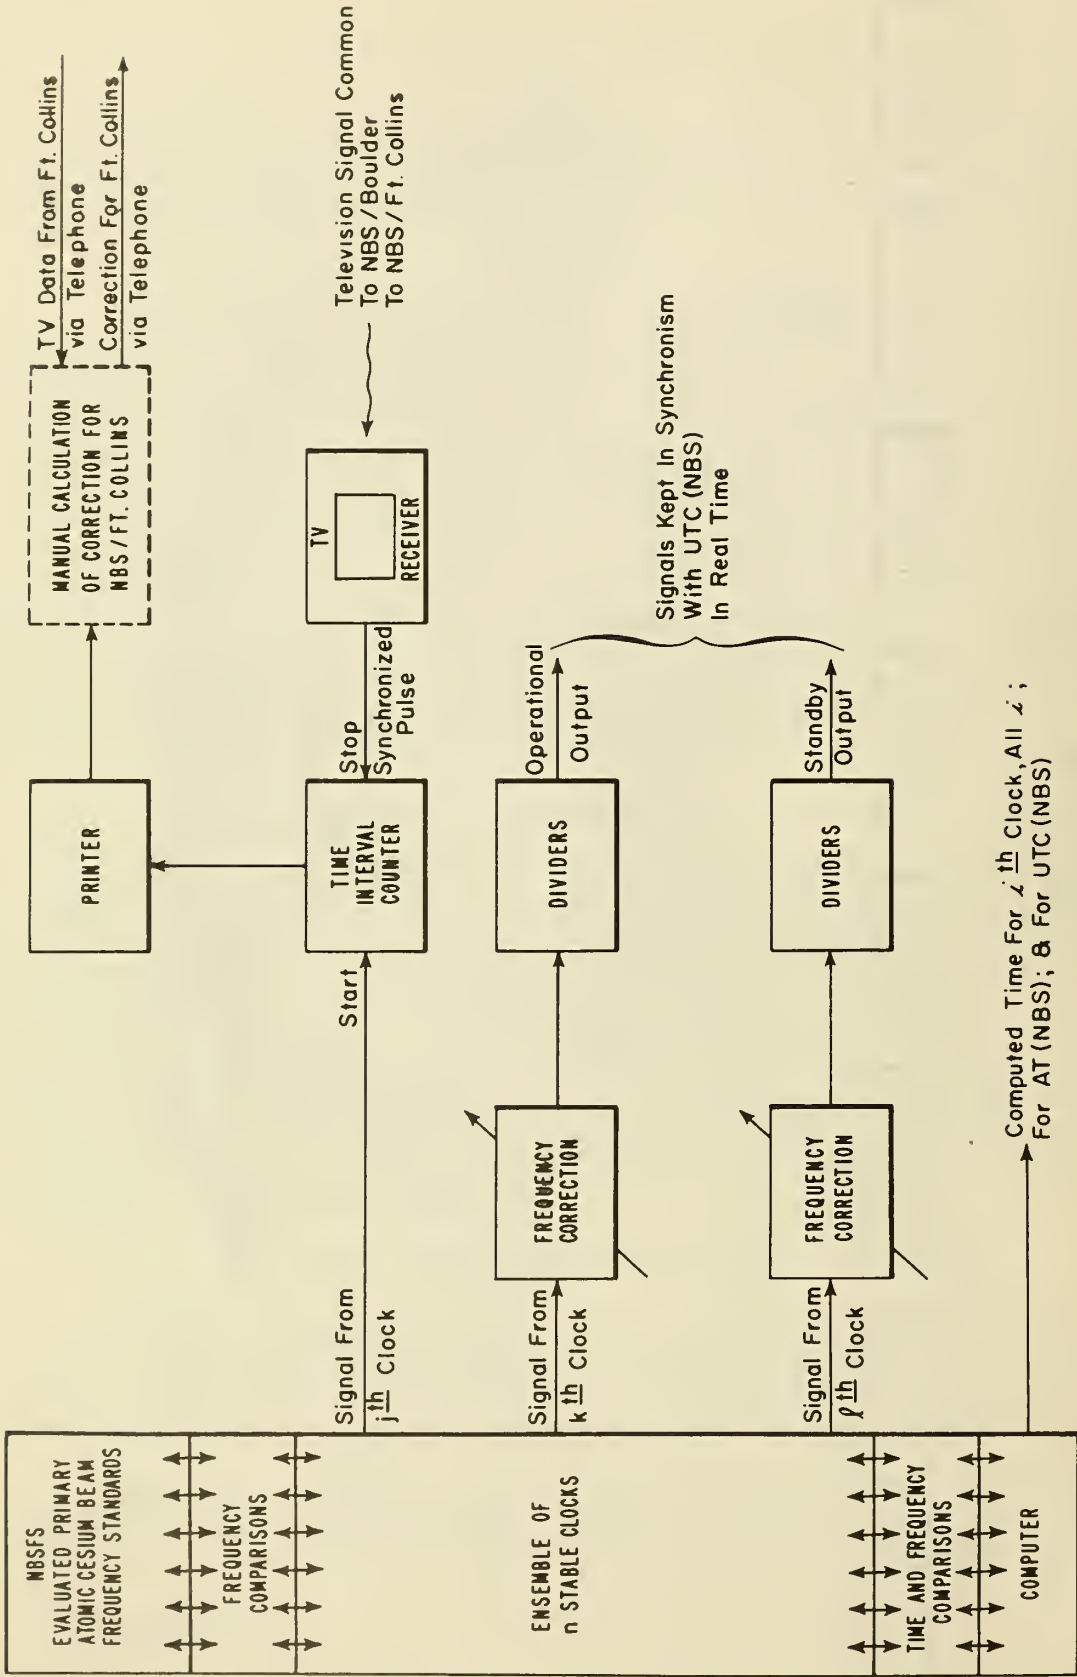 NBSFS
EVALUATED PRIMARY
ATOMIC CESIUM BEAM
FREQUENCY STANDARDS
FREQUENCY
COMPARISONS
ENSEMBLE OF
n STABLE CLOCKS
TIME AND FREQUENCY
COMPARISONS
COMPUTER
Signal From
jth Clock
Start
TIME
INTERVAL
COUNTER
Stop
Synchronized
Pulse
TV
RECEIVER
Television Signal Common
To NBS/Boulder
To NBS/Ft. Collins
PRINTER
MANUAL CALCULATION
OF CORRECTION FOR
NBS/FT. COLLINS
TV Data From Ft. Collins
via Telephone
Correction For Ft. Collins
via Telephone
Signal From
kth Clock
FREQUENCY
CORRECTION
DIVIDERS
Operational
Output
Signal From
ℓth Clock
FREQUENCY
CORRECTION
DIVIDERS
Standby
Output
Signals Kept In Synchronism
With UTC (NBS)
In Real Time
Computed Time For ith Clock, All i;
For AT(NBS); & For UTC(NBS)